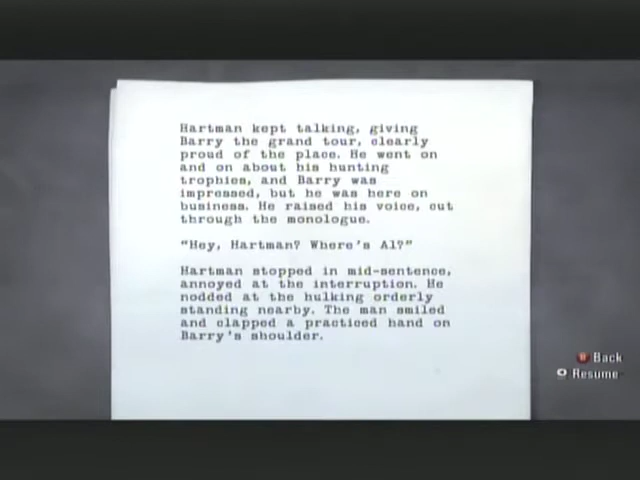 Hartman kept talking, giving
Barry the grand tour, clearly
proud of the place. He went on
and on about his hunting
trophies, and Barry was
impressed, but he was here on
business. He raised his voice, cut
through the monologue.
"Hey, Hartman? Where's Al?"
Hartman stopped in mid-sentence,
annoyed at the interruption. He
nodded at the hulking orderly
standing nearby. The man smiled
and clapped a practiced hand on
Barry's shoulder.
B Back
Resume